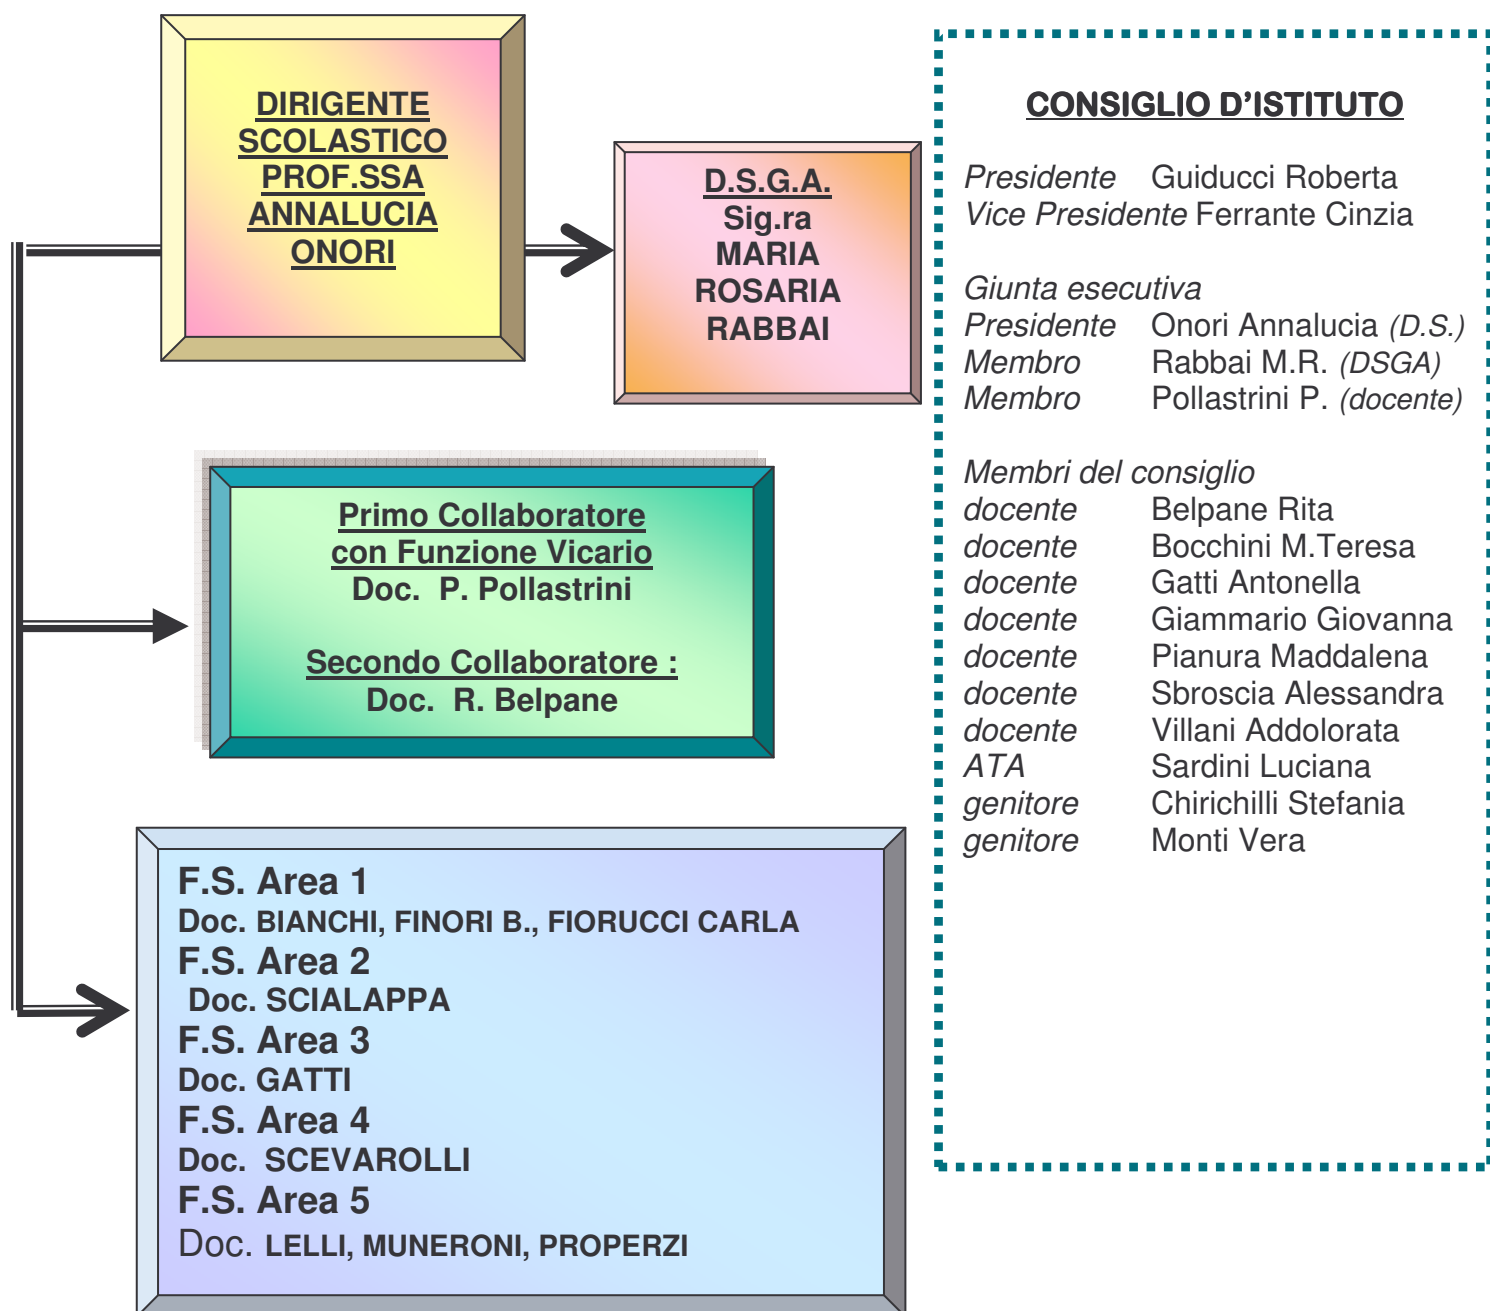 DIRIGENTE
SCOLASTICO
PROF.SSA
ANNALUCIA
ONORI
D.S.G.A.
Sig.ra
MARIA
ROSARIA
RABBAI
Primo Collaboratore
con Funzione Vicario
Doc. P. Pollastrini
Secondo Collaboratore :
Doc. R. Belpane
F.S. Area 1
Doc. BIANCHI, FINORI B., FIORUCCI CARLA
F.S. Area 2
Doc. SCIALAPPA
F.S. Area 3
Doc. GATTI
F.S. Area 4
Doc. SCEVAROLLI
F.S. Area 5
Doc. LELLI, MUNERONI, PROPERZI
CONSIGLIO D’ISTITUTO
Presidente Guiducci Roberta
Vice Presidente Ferrante Cinzia
Giunta esecutiva
Presidente Onori Annalucia (D.S.)
Membro Rabbai M.R. (DSGA)
Membro Pollastrini P. (docente)
Membri del consiglio
docente Belpane Rita
docente Bocchini M.Teresa
docente Gatti Antonella
docente Giammario Giovanna
docente Pianura Maddalena
docente Sbroscia Alessandra
docente Villani Addolorata
ATA Sardini Luciana
genitore Chirichilli Stefania
genitore Monti Vera